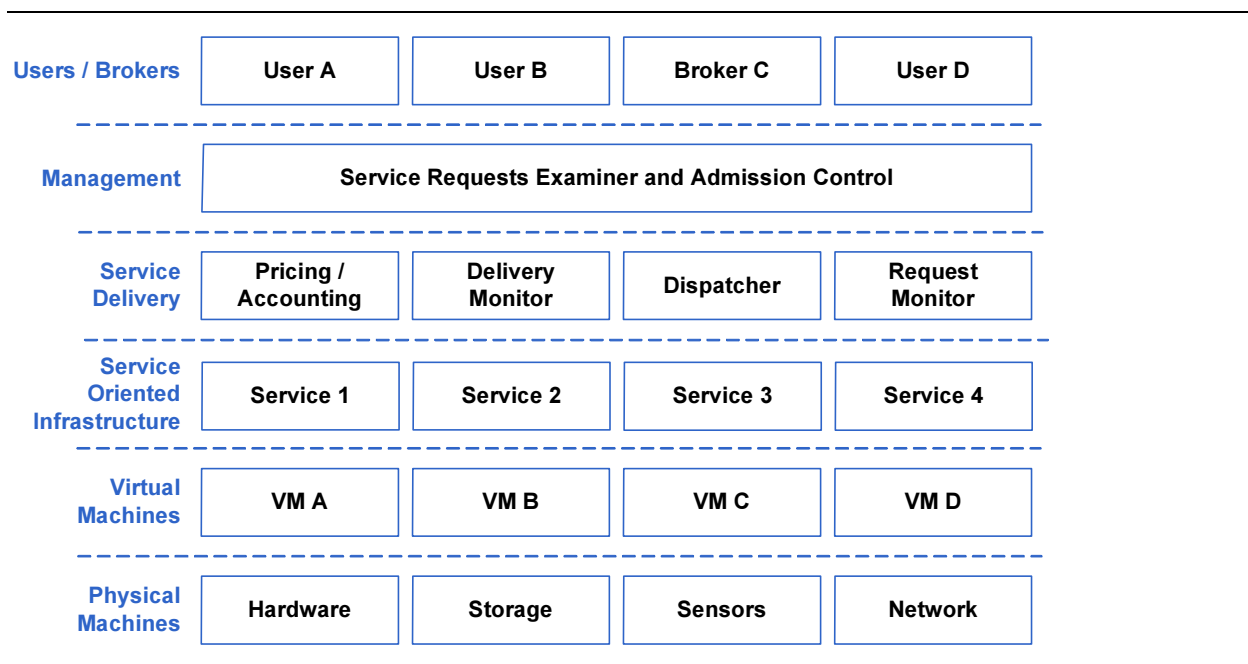 Users / Brokers
User A
User B
Broker C
User D
Management
Service Requests Examiner and Admission Control
Service
Delivery
Pricing /
Accounting
Delivery
Monitor
Dispatcher
Request
Monitor
Service
Oriented
Infrastructure
Service 1
Service 2
Service 3
Service 4
Virtual
Machines
VM A
VM B
VM C
VM D
Physical
Machines
Hardware
Storage
Sensors
Network